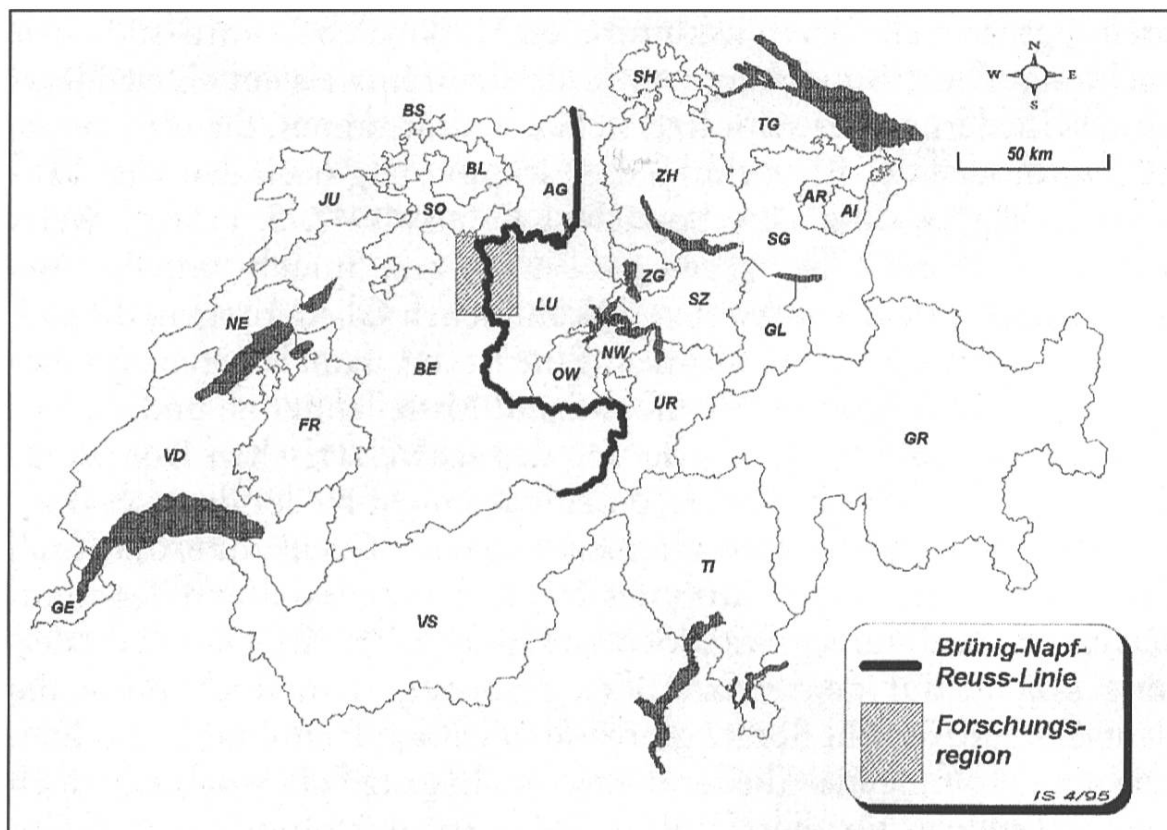 SH
N
W E
S
BS
TG
50 km
BL
AG
ZH
JU
SO
AR
AI
SG
LU
ZG
SZ
NE
GL
NW
BE
OW
UR
FR
GR
VD
TI
GE
VS
Brünig-Napf-
Reuss-Linie
Forschungs-
region
IS 4/95